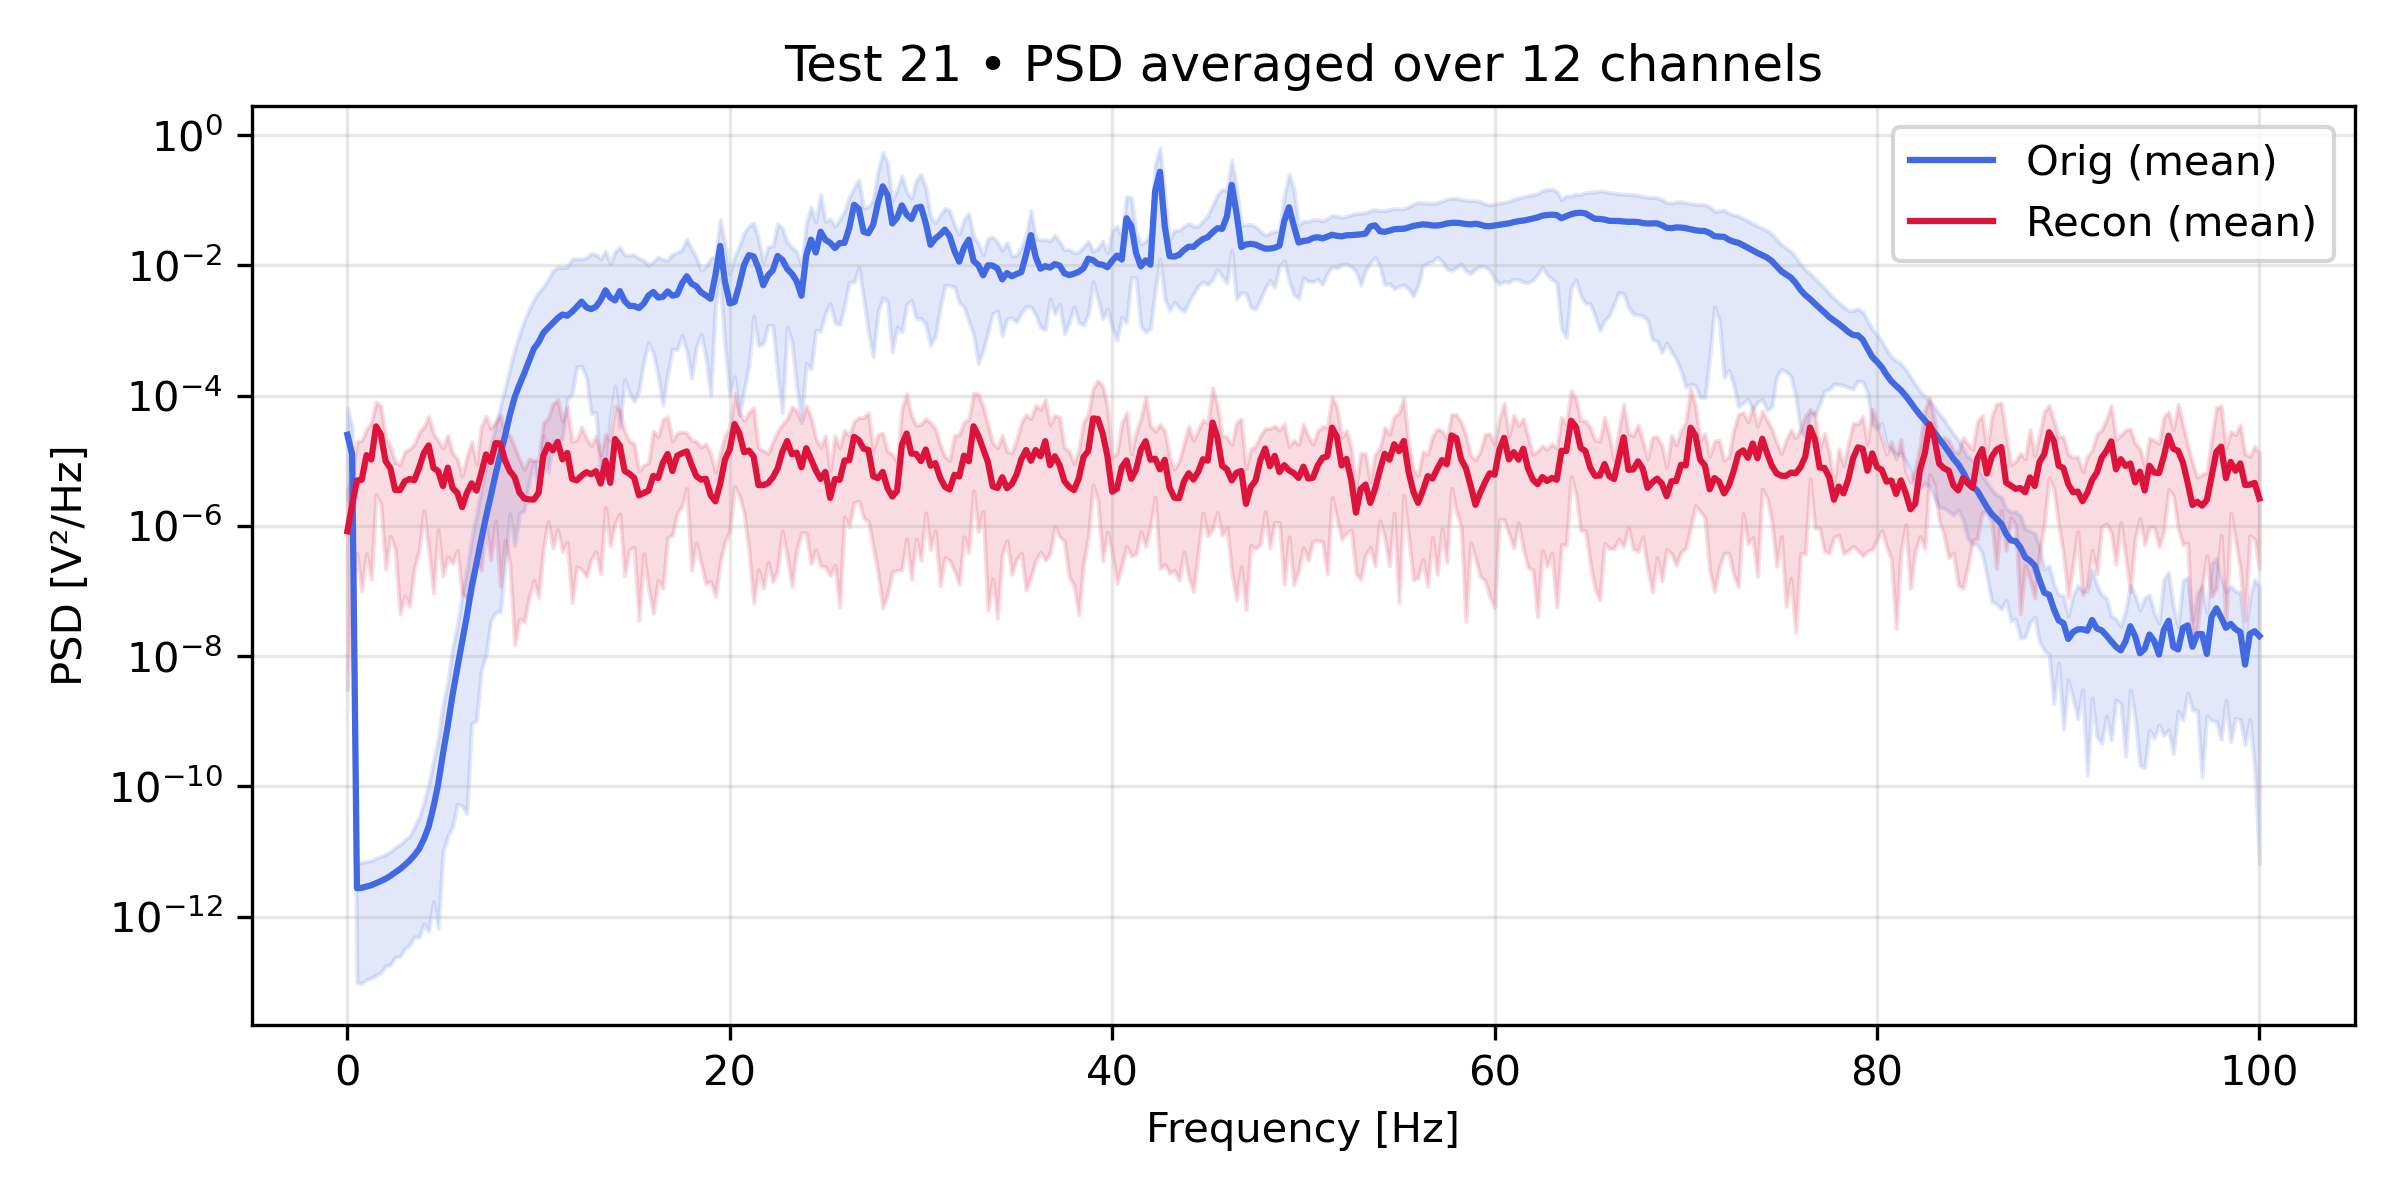 Test 21 • PSD averaged over 12 channels
Orig (mean)
Recon (mean)
PSD [V²/Hz]
10⁰
10⁻²
10⁻⁴
10⁻⁶
10⁻⁸
10⁻¹⁰
10⁻¹²
0 20 40 60 80 100
Frequency [Hz]